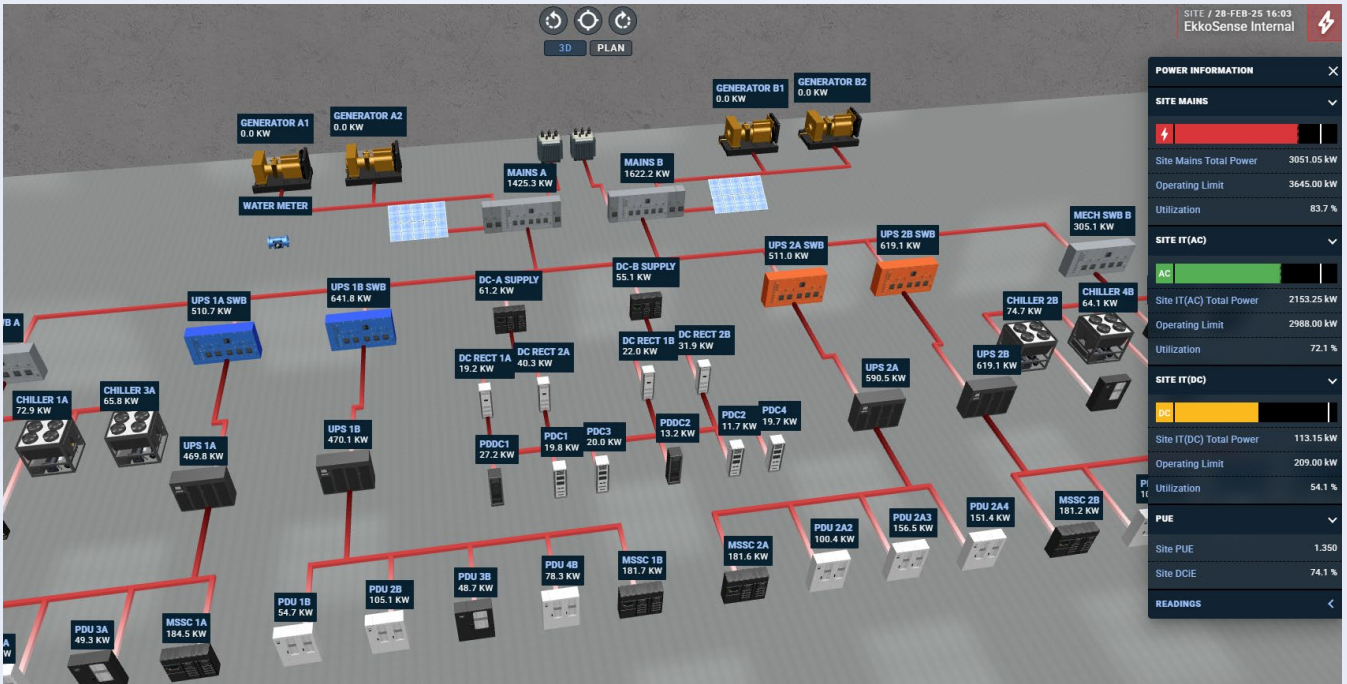 SITE / 28-FEB-25 16:03
EkkoSense Internal
3D
PLAN
POWER INFORMATION
SITE MAINS
Site Mains Total Power 3051.05 kW
Operating Limit 3645.00 kW
Utilization 83.7 %
SITE IT(AC)
AC
Site IT(AC) Total Power 2153.25 kW
Operating Limit 2988.00 kW
Utilization 72.1 %
SITE IT(DC)
DC
Site IT(DC) Total Power 113.15 kW
Operating Limit 209.00 kW
Utilization 54.1 %
PUE
Site PUE 1.350
Site DCIE 74.1 %
READINGS
GENERATOR A1
0.0 KW
GENERATOR A2
0.0 KW
GENERATOR B1
0.0 KW
GENERATOR B2
0.0 KW
WATER METER
MAINS A
1425.3 KW
MAINS B
1622.2 KW
MECH SWB B
305.1 KW
UPS 1A SWB
510.7 KW
UPS 1B SWB
641.8 KW
DC-A SUPPLY
61.2 KW
DC-B SUPPLY
55.1 KW
UPS 2A SWB
511.0 KW
UPS 2B SWB
619.1 KW
CHILLER 2B
74.7 KW
CHILLER 4B
64.1 KW
B A
CHILLER 1A
72.9 KW
CHILLER 3A
65.8 KW
DC RECT 1A
19.2 KW
DC RECT 2A
40.3 KW
DC RECT 1B
22.0 KW
DC RECT 2B
31.9 KW
UPS 2A
590.5 KW
UPS 2B
619.1 KW
UPS 1A
469.8 KW
UPS 1B
470.1 KW
PDDC1
27.2 KW
PDC1
19.8 KW
PDC3
20.0 KW
PDDC2
13.2 KW
PDC2
11.7 KW
PDC4
19.7 KW
MSSC 2A
181.6 KW
PDU 2A2
100.4 KW
PDU 2A3
156.5 KW
PDU 2A4
151.4 KW
MSSC 2B
181.2 KW
PDU 3A
49.3 KW
MSSC 1A
184.5 KW
PDU 1B
54.7 KW
PDU 2B
105.1 KW
PDU 3B
48.7 KW
PDU 4B
78.3 KW
MSSC 1B
181.7 KW